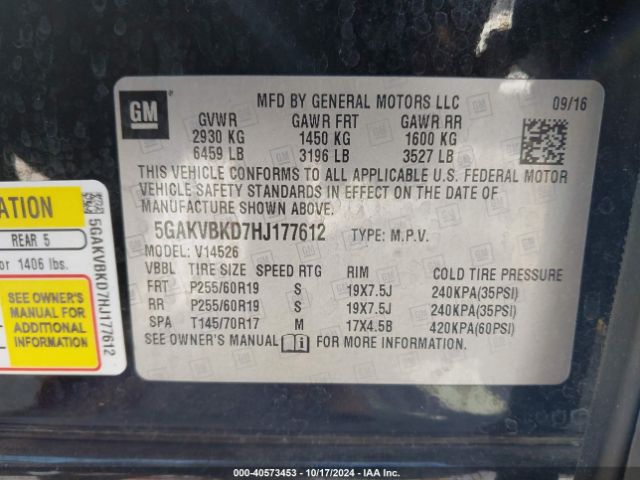 GM
MFD BY GENERAL MOTORS LLC 09/16
GVWR GAWR FRT GAWR RR
2930 KG 1450 KG 1600 KG
6459 LB 3196 LB 3527 LB
THIS VEHICLE CONFORMS TO ALL APPLICABLE U.S. FEDERAL MOTOR
VEHICLE SAFETY STANDARDS IN EFFECT ON THE DATE OF
MANUFACTURE SHOWN ABOVE.
5GAKVBKD7HJ177612 TYPE: M.P.V.
MODEL: V14526
VBBL TIRE SIZE SPEED RTG RIM COLD TIRE PRESSURE
FRT P255/60R19 S 19X7.5J 240KPA(35PSI)
RR P255/60R19 S 19X7.5J 240KPA(35PSI)
SPA T145/70R17 M 17X4.5B 420KPA(60PSI)
SEE OWNER'S MANUAL FOR MORE INFORMATION.
ATION
REAR 5
or 1406 lbs.
SEE OWNER'S
MANUAL FOR
ADDITIONAL
INFORMATION
5GAKVBKD7HJ177612
000-40573453 - 10/17/2024 - IAAI.com